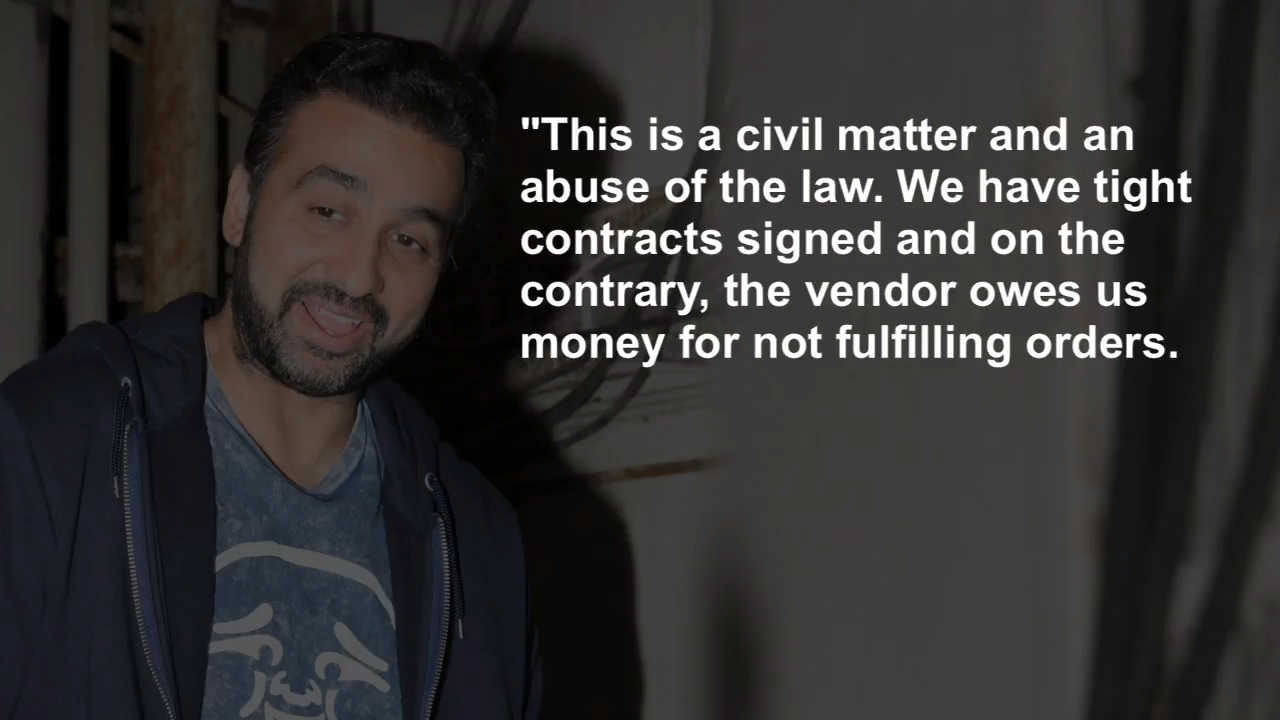 "This is a civil matter and an
abuse of the law. We have tight
contracts signed and on the
contrary, the vendor owes us
money for not fulfilling orders.